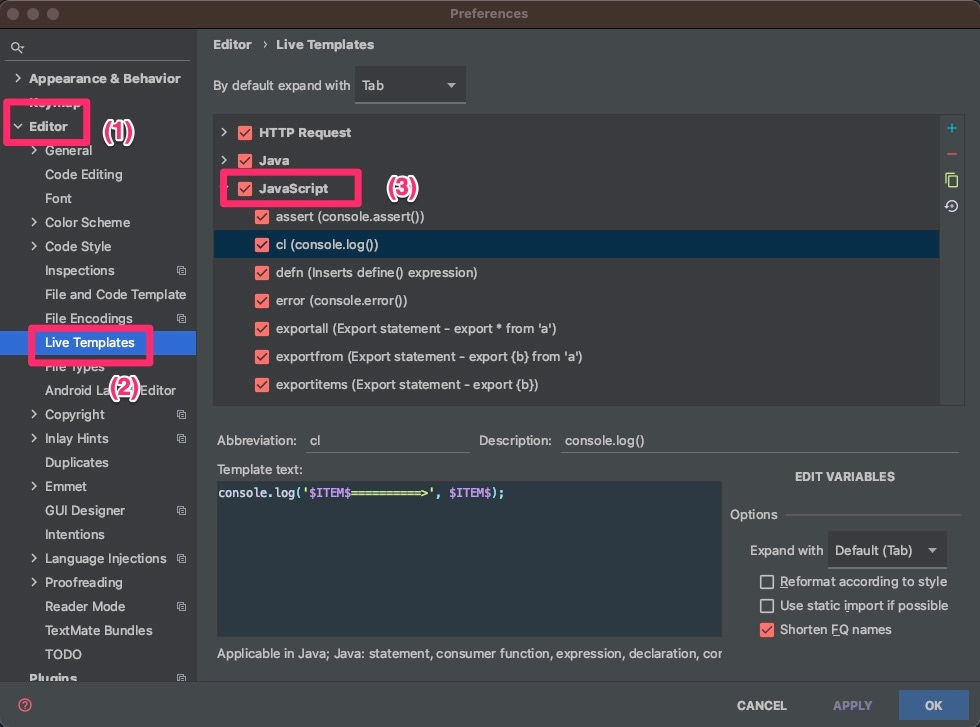 Preferences
Appearance & Behavior
Keymap
Editor
(1)
General
Code Editing
Font
Color Scheme
Code Style
Inspections
File and Code Template
File Encodings
Live Templates
File Types
(2)
Android La Editor
Copyright
Inlay Hints
Duplicates
Emmet
GUI Designer
Intentions
Language Injections
Proofreading
Reader Mode
TextMate Bundles
TODO
Plugins
Editor › Live Templates
By default expand with Tab
HTTP Request
Java
JavaScript
(3)
assert (console.assert())
cl (console.log())
defn (Inserts define() expression)
error (console.error())
exportall (Export statement - export * from 'a')
exportfrom (Export statement - export {b} from 'a')
exportitems (Export statement - export {b})
Abbreviation: cl Description: console.log()
Template text:
console.log('$ITEM$==========>', $ITEM$);
EDIT VARIABLES
Options
Expand with Default (Tab)
Reformat according to style
Use static import if possible
Shorten FQ names
Applicable in Java; Java: statement, consumer function, expression, declaration, cor
? CANCEL APPLY OK